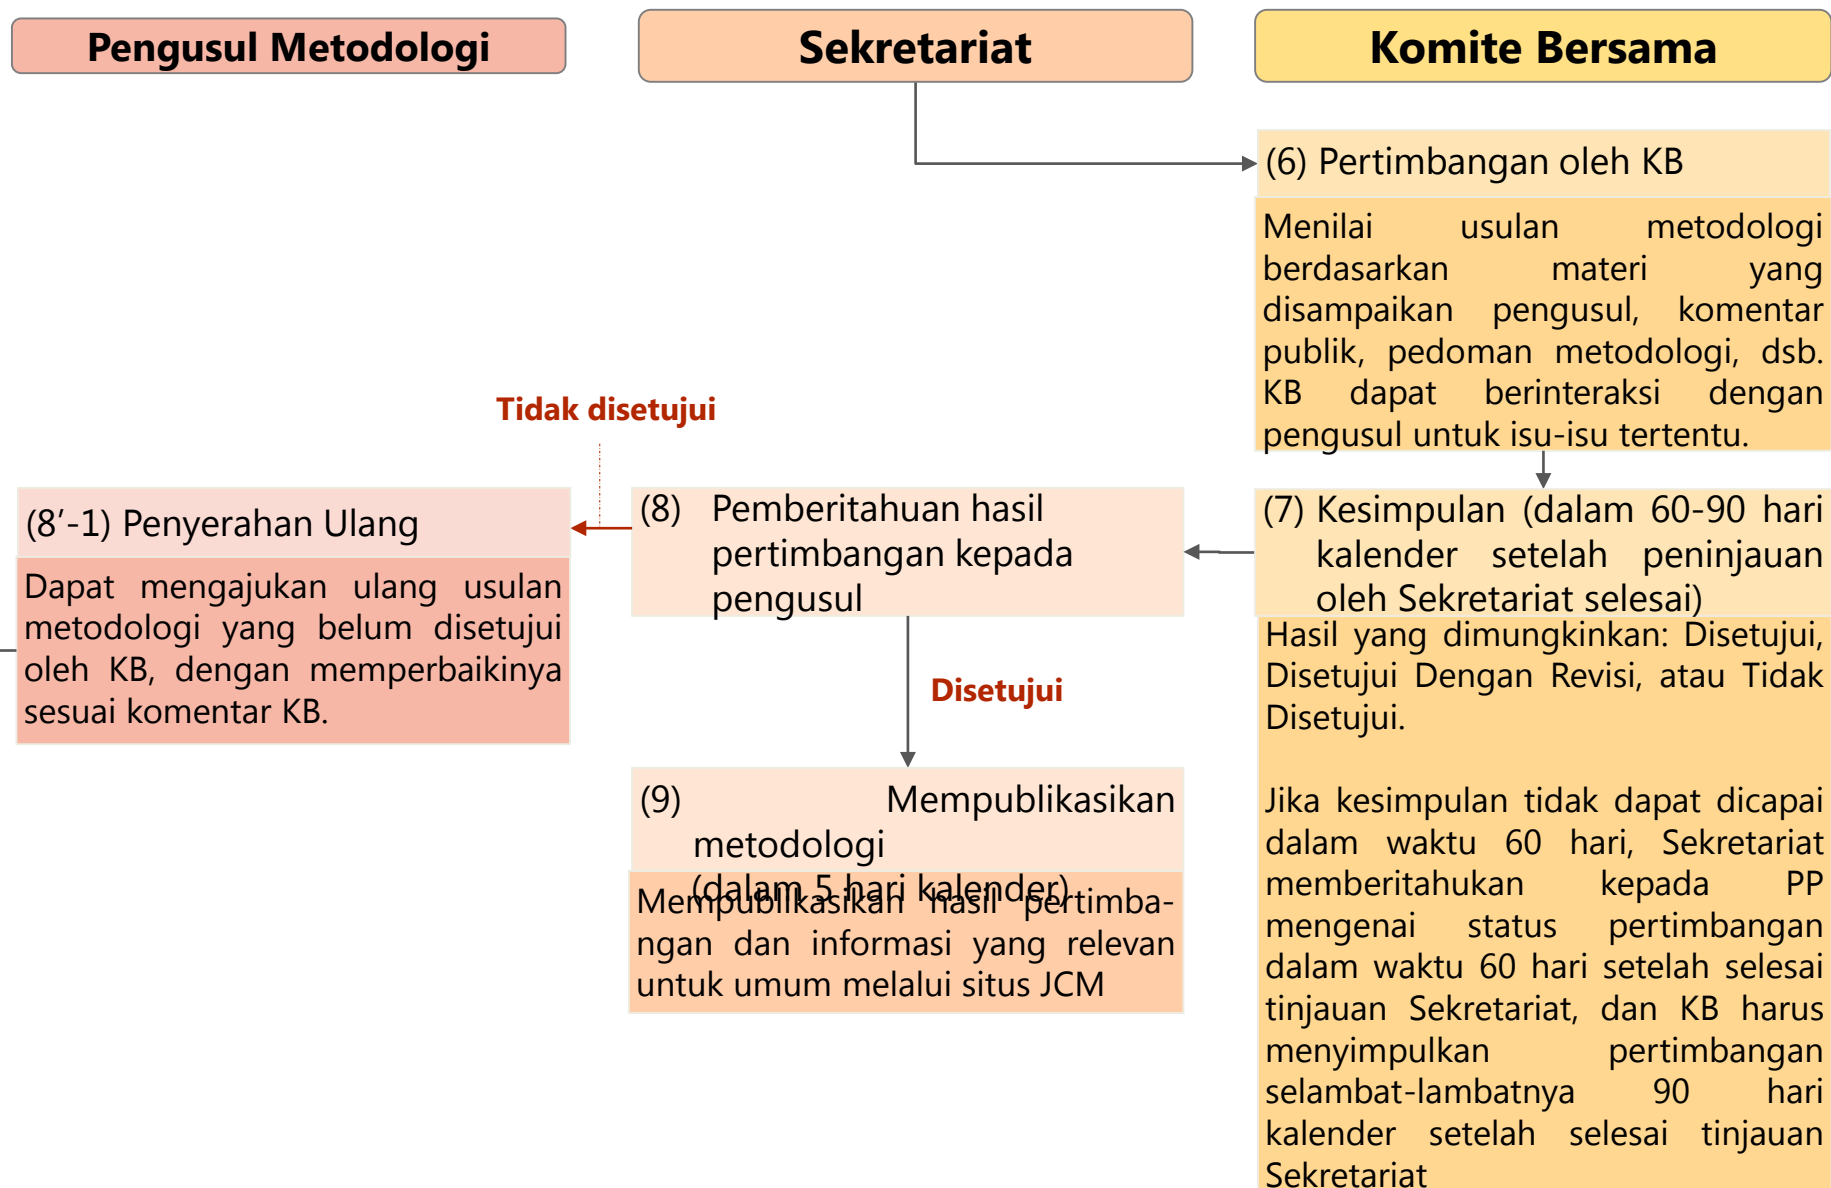 Pengusul Metodologi
Sekretariat
Komite Bersama
(6) Pertimbangan oleh KB
Menilai usulan metodologi
berdasarkan materi yang
disampaikan pengusul, komentar
publik, pedoman metodologi, dsb.
KB dapat berinteraksi dengan
pengusul untuk isu-isu tertentu.
Tidak disetujui
(8'-1) Penyerahan Ulang
Dapat mengajukan ulang usulan
metodologi yang belum disetujui
oleh KB, dengan memperbaikinya
sesuai komentar KB.
(8) Pemberitahuan hasil
pertimbangan kepada
pengusul
(7) Kesimpulan (dalam 60-90 hari
kalender setelah peninjauan
oleh Sekretariat selesai)
Hasil yang dimungkinkan: Disetujui,
Disetujui Dengan Revisi, atau Tidak
Disetujui.
Jika kesimpulan tidak dapat dicapai
dalam waktu 60 hari, Sekretariat
memberitahukan kepada PP
mengenai status pertimbangan
dalam waktu 60 hari setelah selesai
tinjauan Sekretariat, dan KB harus
menyimpulkan pertimbangan
selambat-lambatnya 90 hari
kalender setelah selesai tinjauan
Sekretariat
Disetujui
(9) Mempublikasikan
metodologi
(dalam 5 hari kalender)
Mempublikasikan hasil pertimba-
ngan dan informasi yang relevan
untuk umum melalui situs JCM